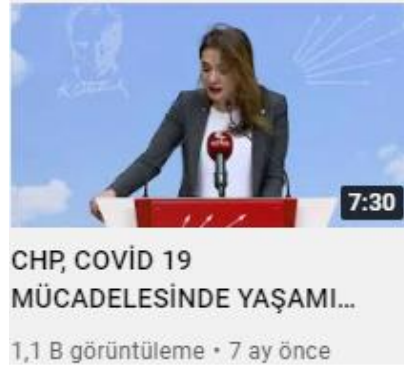 7:30
CHP, COVİD 19
MÜCADELESİNDE YAŞAMI...
1,1 B görüntüleme • 7 ay önce